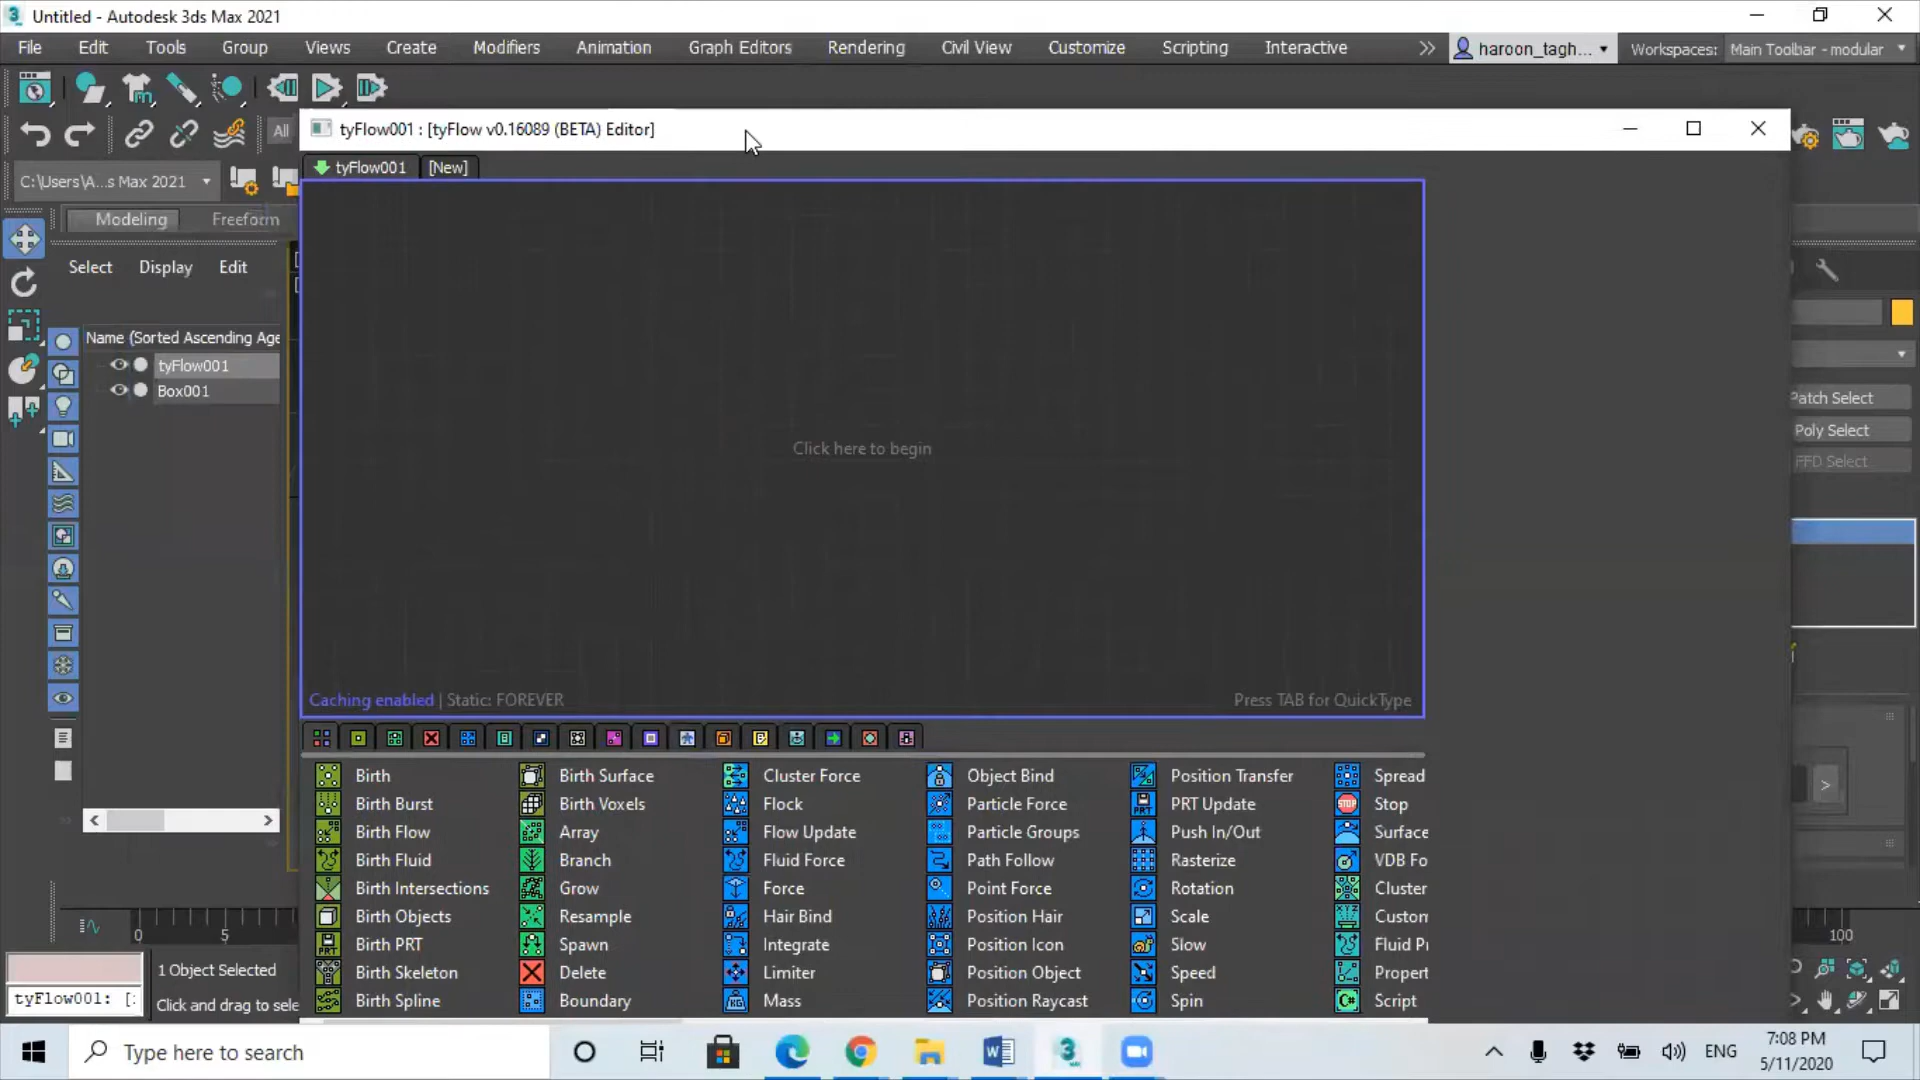 Untitled - Autodesk 3ds Max 2021
File Edit Tools Group Views Create Modifiers Animation Graph Editors Rendering Civil View Customize Scripting Interactive haroon_tagh... Workspaces: Main Toolbar - modular
All
tyFlow001 : [tyFlow v0.16089 (BETA) Editor]
tyFlow001 [New]
C:\Users\A...s Max 2021
Modeling Freeform
Select Display Edit
Name (Sorted Ascending Age
tyFlow001
Box001
Patch Select
Poly Select
FFD Select
Click here to begin
Caching enabled | Static: FOREVER Press TAB for QuickType
Birth Birth Surface Cluster Force Object Bind Position Transfer Spread
Birth Burst Birth Voxels Flock Particle Force PRT Update Stop
Birth Flow Array Flow Update Particle Groups Push In/Out Surface
Birth Fluid Branch Fluid Force Path Follow Rasterize VDB Fo
Birth Intersections Grow Force Point Force Rotation Cluster
Birth Objects Resample Hair Bind Position Hair Scale Custom
Birth PRT Spawn Integrate Position Icon Slow Fluid Pr
Birth Skeleton Delete Limiter Position Object Speed Propert
Birth Spline Boundary Mass Position Raycast Spin Script
0 5 100
1 Object Selected
tyFlow001: [: Click and drag to sele
Type here to search
ENG
7:08 PM
5/11/2020